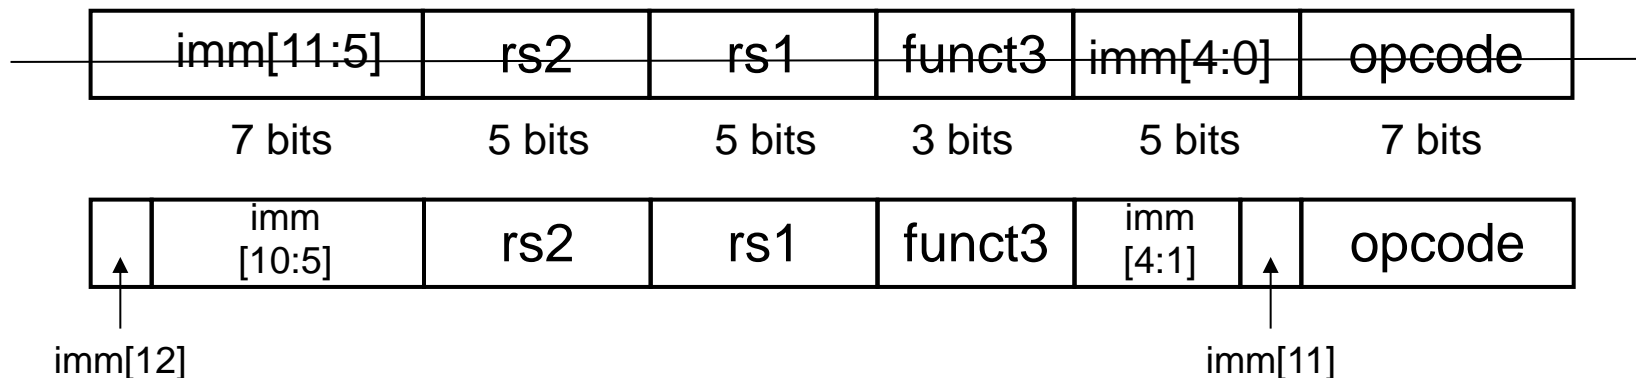 imm[11:5] rs2 rs1 funct3 imm[4:0] opcode
7 bits 5 bits 5 bits 3 bits 5 bits 7 bits
imm [10:5] rs2 rs1 funct3 imm [4:1] opcode
imm[12] imm[11]